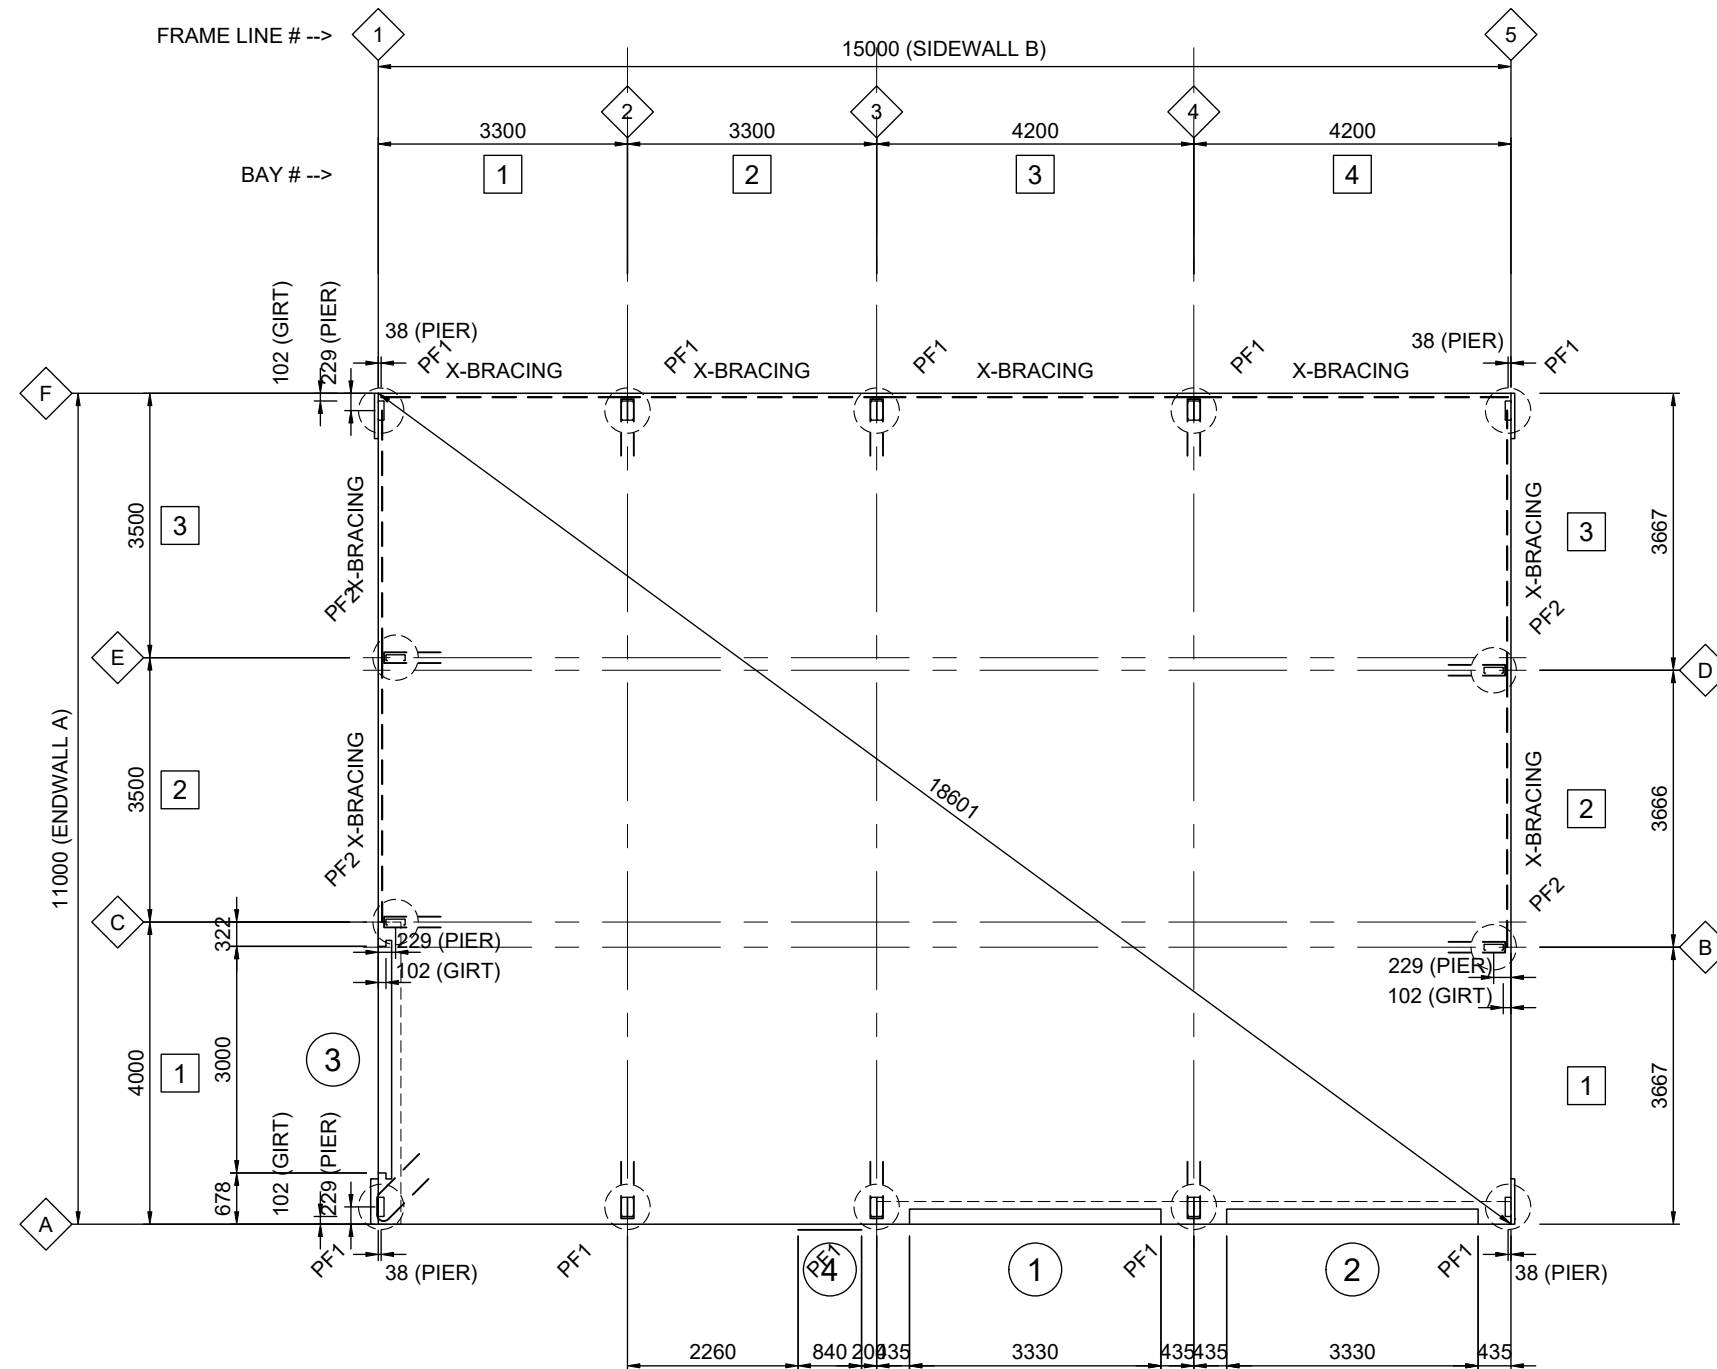 FRAME LINE # -->
1
5
15000 (SIDEWALL B)
2
3
4
3300
3300
4200
4200
BAY # -->
1
2
3
4
102 (GIRT)
229 (PIER)
38 (PIER)
PF1
X-BRACING
PF1
X-BRACING
PF1
X-BRACING
PF1
X-BRACING
38 (PIER)
PF1
F
3500
3
X-BRACING
PF2
X-BRACING
3
3667
PF2
E
D
18601
11000 (ENDWALL A)
3500
2
X-BRACING
PF2
X-BRACING
2
3666
PF2
C
322
229 (PIER)
102 (GIRT)
B
229 (PIER)
102 (GIRT)
4000
1
3000
3
1
3667
678
102 (GIRT)
229 (PIER)
A
PF1
38 (PIER)
PF1
PF1
4
1
PF1
2
PF1
38 (PIER)
2260
840
200
435
3330
435
435
3330
435